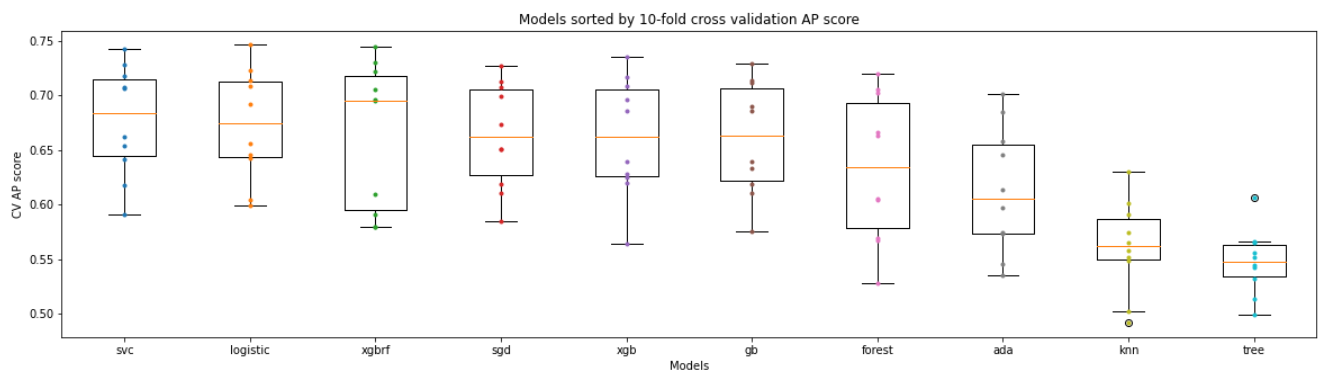 Models sorted by 10-fold cross validation AP score
CV AP score
0.75
0.70
0.65
0.60
0.55
0.50
svc logistic xgbrf sgd xgb gb forest ada knn tree
Models